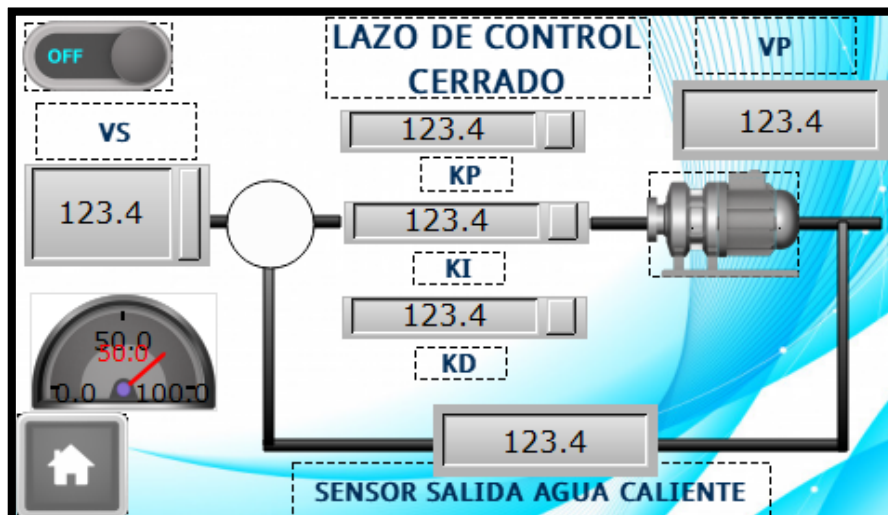 OFF
LAZO DE CONTROL
CERRADO
VP
VS
123.4
123.4
KP
123.4
123.4
KI
123.4
KD
50.0
50.0
0.0
100.0
123.4
SENSOR SALIDA AGUA CALIENTE